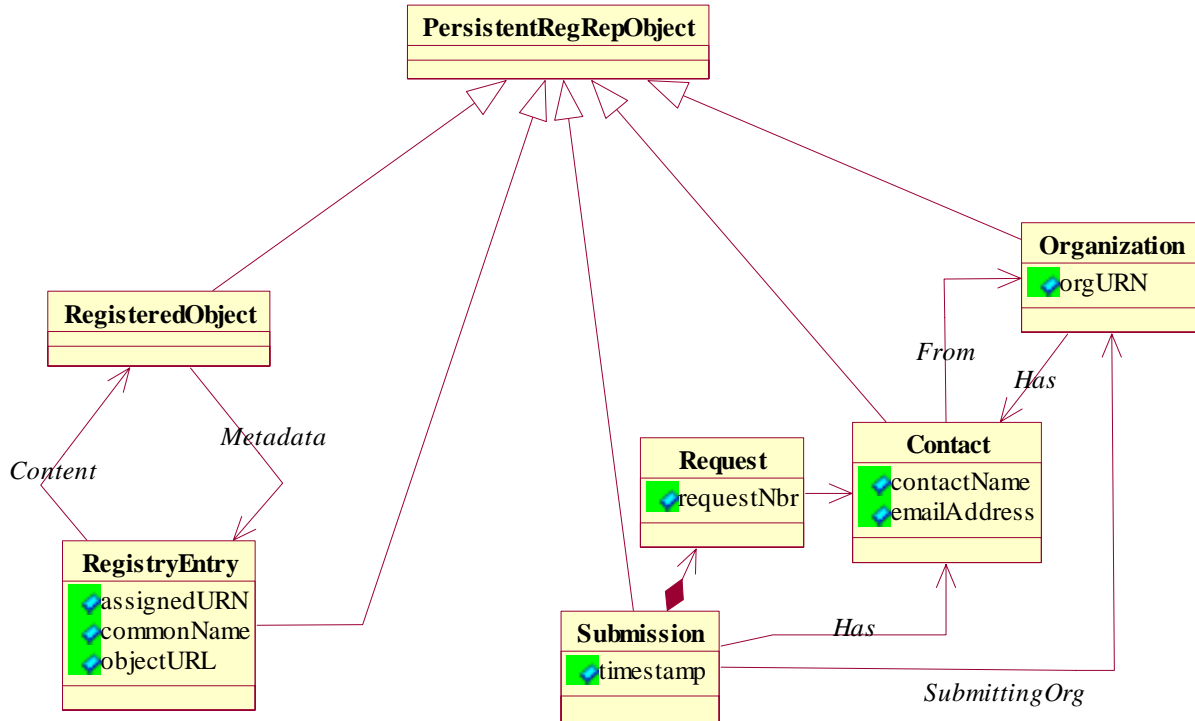 PersistentRegRepObject
Organization
orgURN
RegisteredObject
From
Has
Metadata
Content
Contact
contactName
emailAddress
Request
requestNbr
RegistryEntry
assignedURN
commonName
objectURL
Submission
timestamp
Has
SubmittingOrg